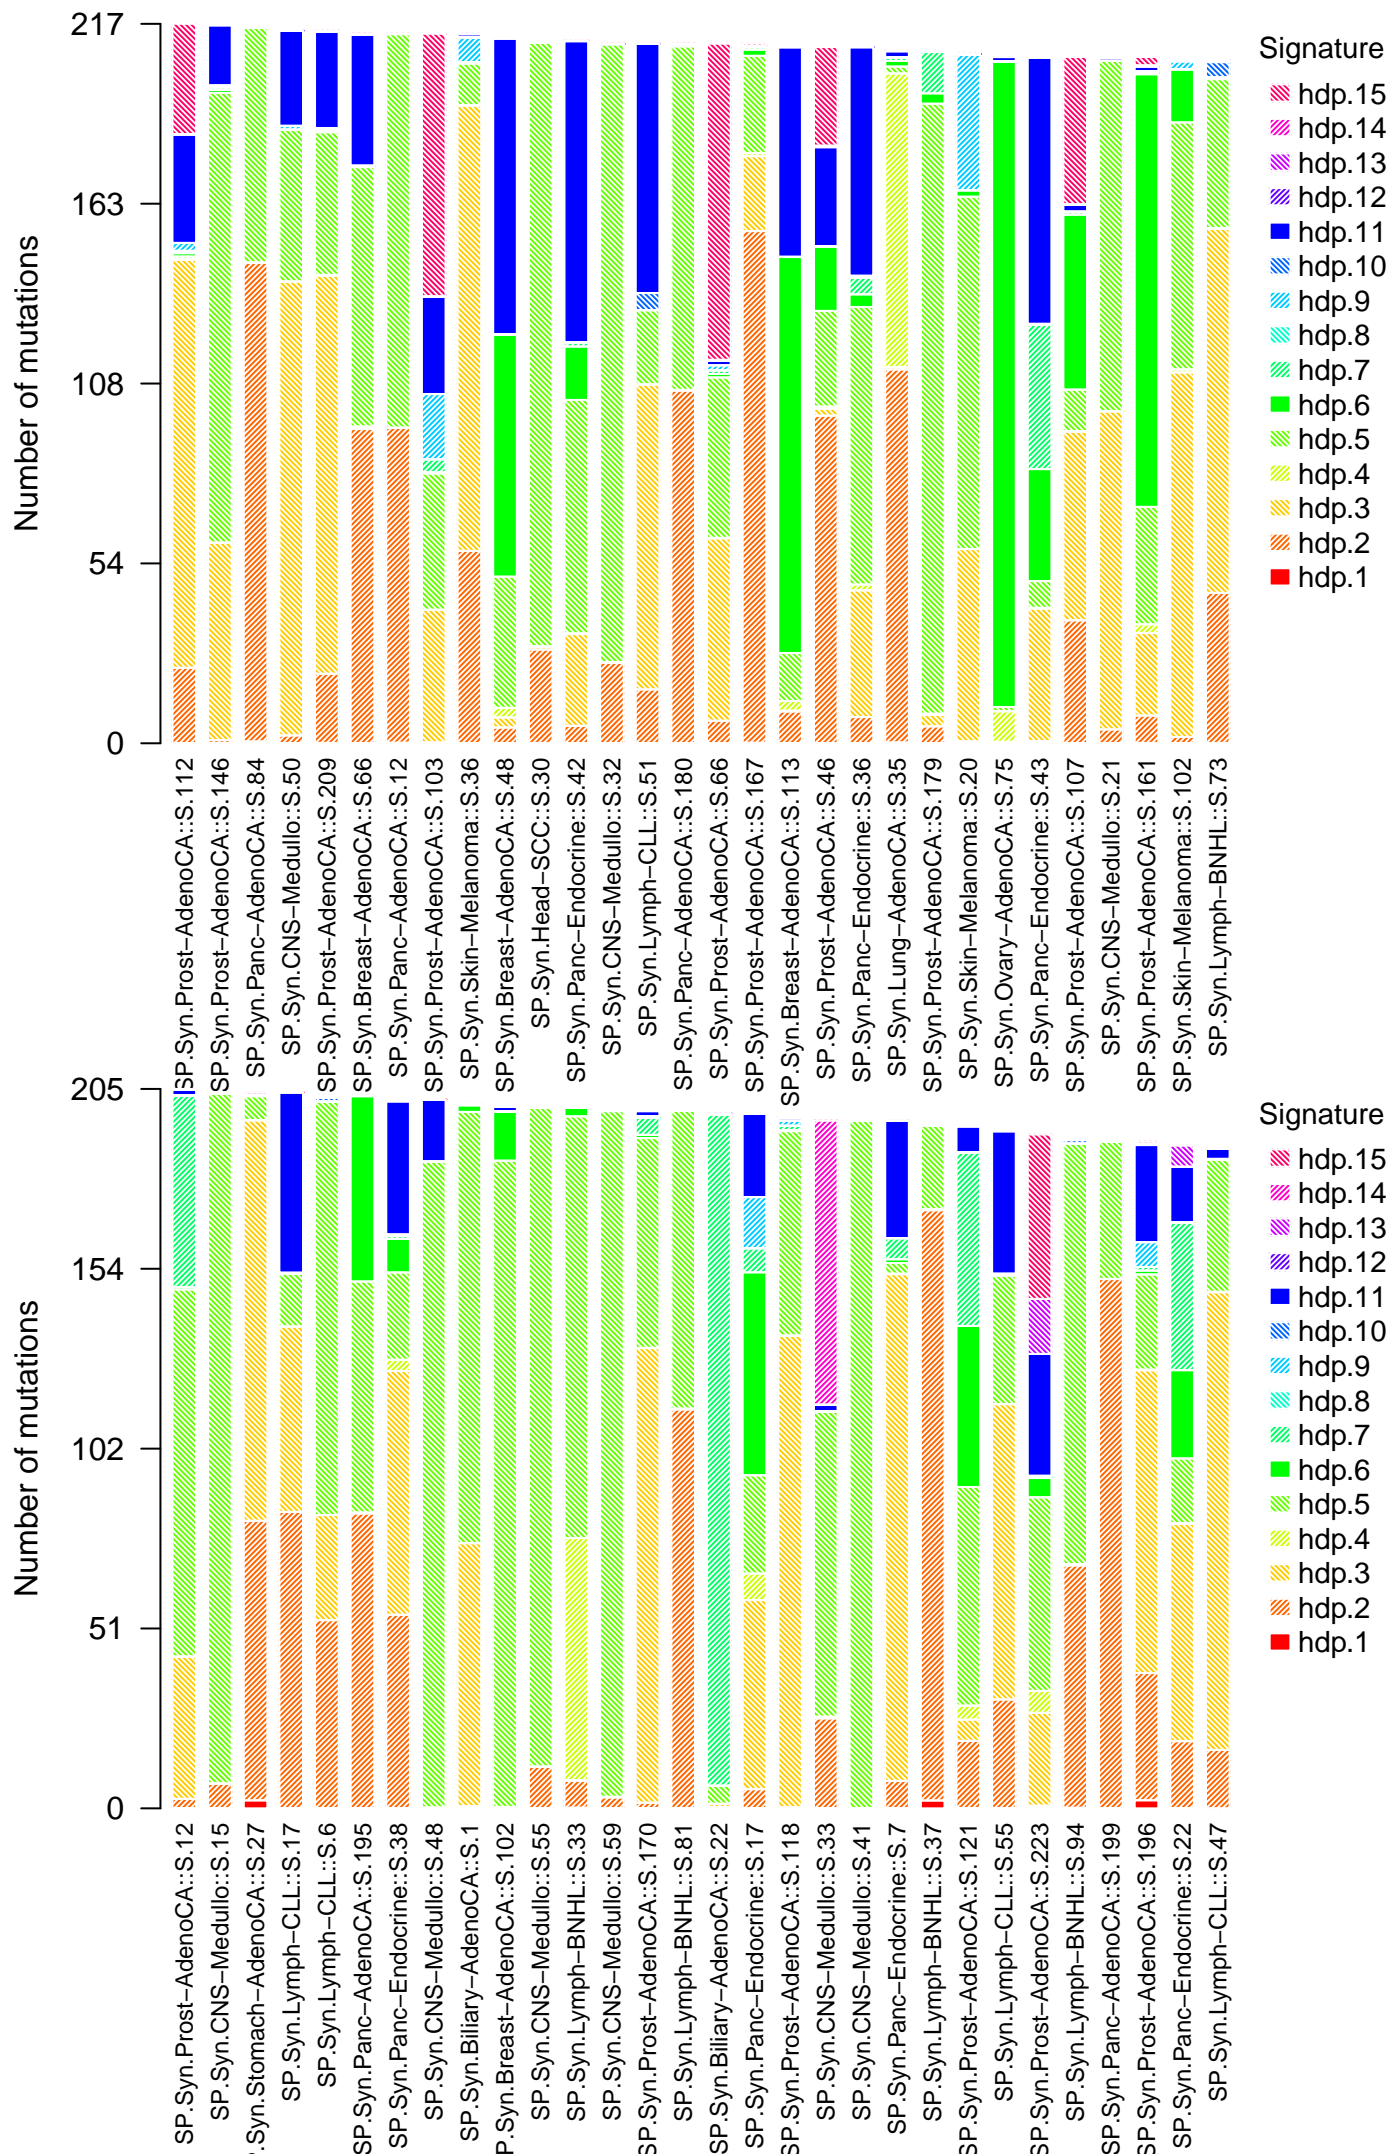 Number of mutations
217
163
108
54
0
SP.Syn.Prost−AdenoCA::S.112
SP.Syn.Prost−AdenoCA::S.146
SP.Syn.Panc−AdenoCA::S.84
SP.Syn.CNS−Medullo::S.50
SP.Syn.Prost−AdenoCA::S.209
SP.Syn.Breast−AdenoCA::S.66
SP.Syn.Panc−AdenoCA::S.12
SP.Syn.Prost−AdenoCA::S.103
SP.Syn.Skin−Melanoma::S.36
SP.Syn.Breast−AdenoCA::S.48
SP.Syn.Head−SCC::S.30
SP.Syn.Panc−Endocrine::S.42
SP.Syn.CNS−Medullo::S.32
SP.Syn.Lymph−CLL::S.51
SP.Syn.Panc−AdenoCA::S.180
SP.Syn.Prost−AdenoCA::S.66
SP.Syn.Prost−AdenoCA::S.167
SP.Syn.Breast−AdenoCA::S.113
SP.Syn.Prost−AdenoCA::S.46
SP.Syn.Panc−Endocrine::S.36
SP.Syn.Lung−AdenoCA::S.35
SP.Syn.Prost−AdenoCA::S.179
SP.Syn.Skin−Melanoma::S.20
SP.Syn.Ovary−AdenoCA::S.75
SP.Syn.Panc−Endocrine::S.43
SP.Syn.Prost−AdenoCA::S.107
SP.Syn.CNS−Medullo::S.21
SP.Syn.Prost−AdenoCA::S.161
SP.Syn.Skin−Melanoma::S.102
SP.Syn.Lymph−BNHL::S.73
Signature
hdp.15
hdp.14
hdp.13
hdp.12
hdp.11
hdp.10
hdp.9
hdp.8
hdp.7
hdp.6
hdp.5
hdp.4
hdp.3
hdp.2
hdp.1
Number of mutations
205
154
102
51
0
SP.Syn.Prost−AdenoCA::S.12
SP.Syn.CNS−Medullo::S.15
P.Syn.Stomach−AdenoCA::S.27
SP.Syn.Lymph−CLL::S.17
SP.Syn.Lymph−CLL::S.6
SP.Syn.Panc−AdenoCA::S.195
SP.Syn.Panc−Endocrine::S.38
SP.Syn.CNS−Medullo::S.48
SP.Syn.Biliary−AdenoCA::S.1
SP.Syn.Breast−AdenoCA::S.102
SP.Syn.CNS−Medullo::S.55
SP.Syn.Lymph−BNHL::S.33
SP.Syn.CNS−Medullo::S.59
SP.Syn.Prost−AdenoCA::S.170
SP.Syn.Lymph−BNHL::S.81
SP.Syn.Biliary−AdenoCA::S.22
SP.Syn.Panc−Endocrine::S.17
SP.Syn.Prost−AdenoCA::S.118
SP.Syn.CNS−Medullo::S.33
SP.Syn.CNS−Medullo::S.41
SP.Syn.Panc−Endocrine::S.7
SP.Syn.Lymph−BNHL::S.37
SP.Syn.Prost−AdenoCA::S.121
SP.Syn.Lymph−CLL::S.55
SP.Syn.Prost−AdenoCA::S.223
SP.Syn.Lymph−BNHL::S.94
SP.Syn.Panc−AdenoCA::S.199
SP.Syn.Prost−AdenoCA::S.196
SP.Syn.Panc−Endocrine::S.22
SP.Syn.Lymph−CLL::S.47
Signature
hdp.15
hdp.14
hdp.13
hdp.12
hdp.11
hdp.10
hdp.9
hdp.8
hdp.7
hdp.6
hdp.5
hdp.4
hdp.3
hdp.2
hdp.1